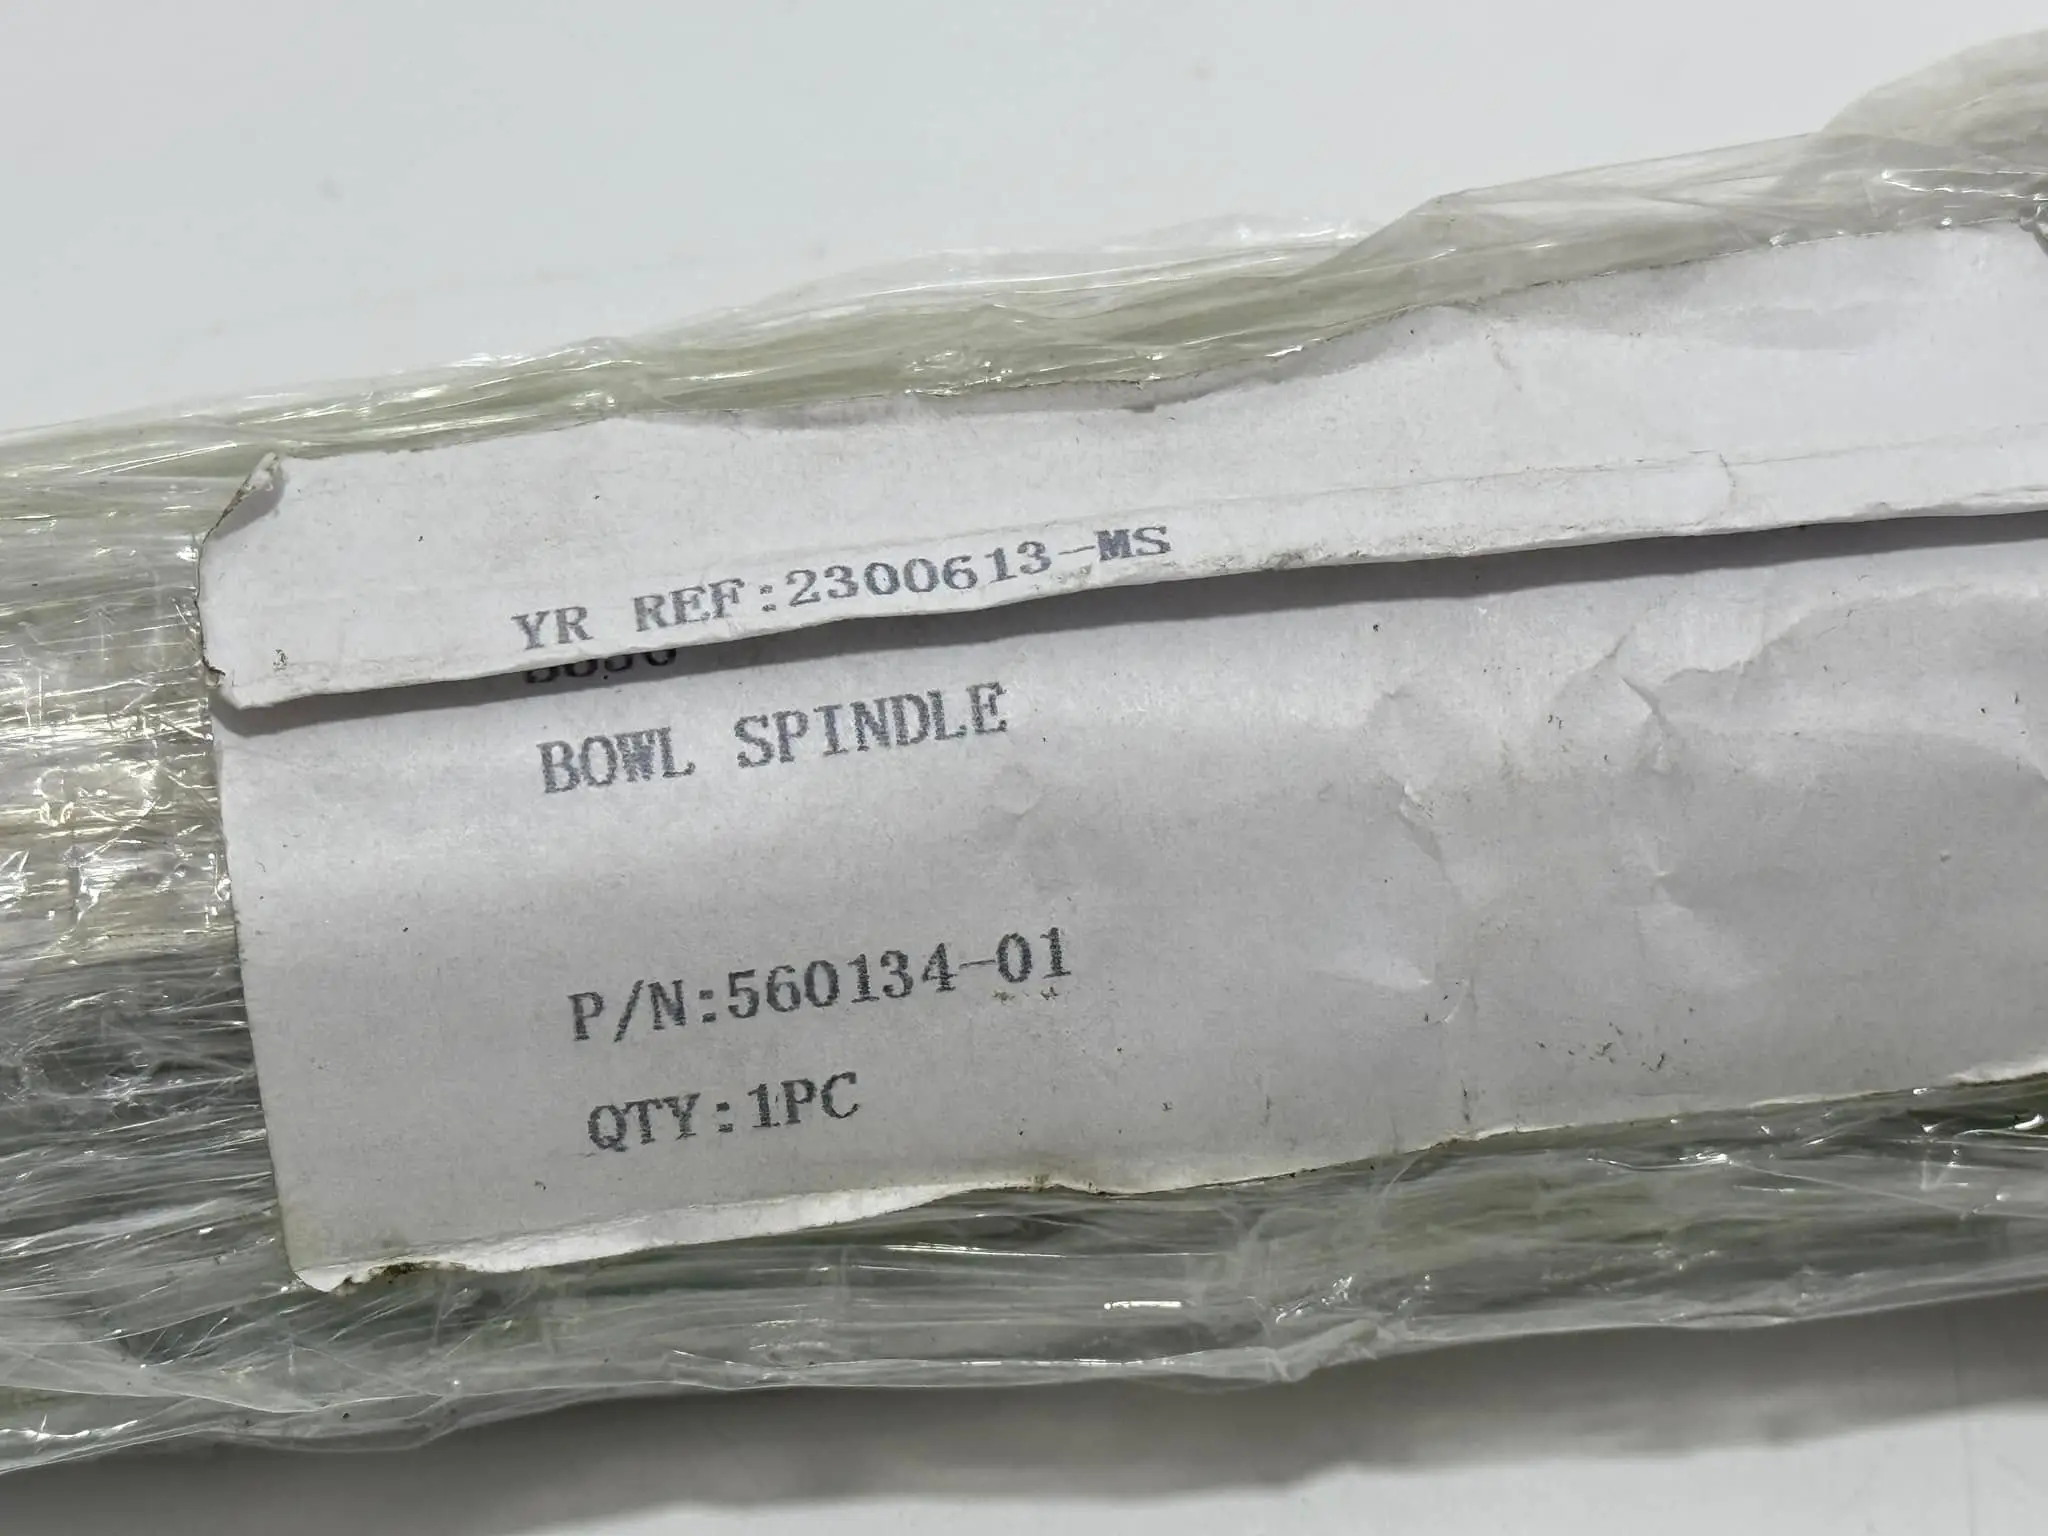 YR REF:2300613-MS
BOWL SPINDLE
P/N:560134-01
QTY:1PC